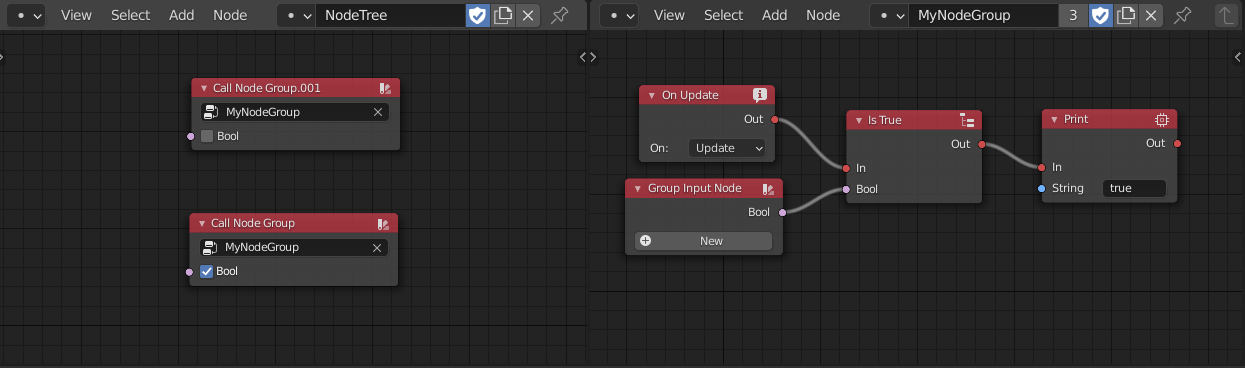 View Select Add Node NodeTree
Call Node Group.001
MyNodeGroup
Bool
Call Node Group
MyNodeGroup
Bool
View Select Add Node MyNodeGroup 3
On Update
Out
On: Update
Group Input Node
Bool
New
Is True
Out
In
Bool
Print
Out
In
String true